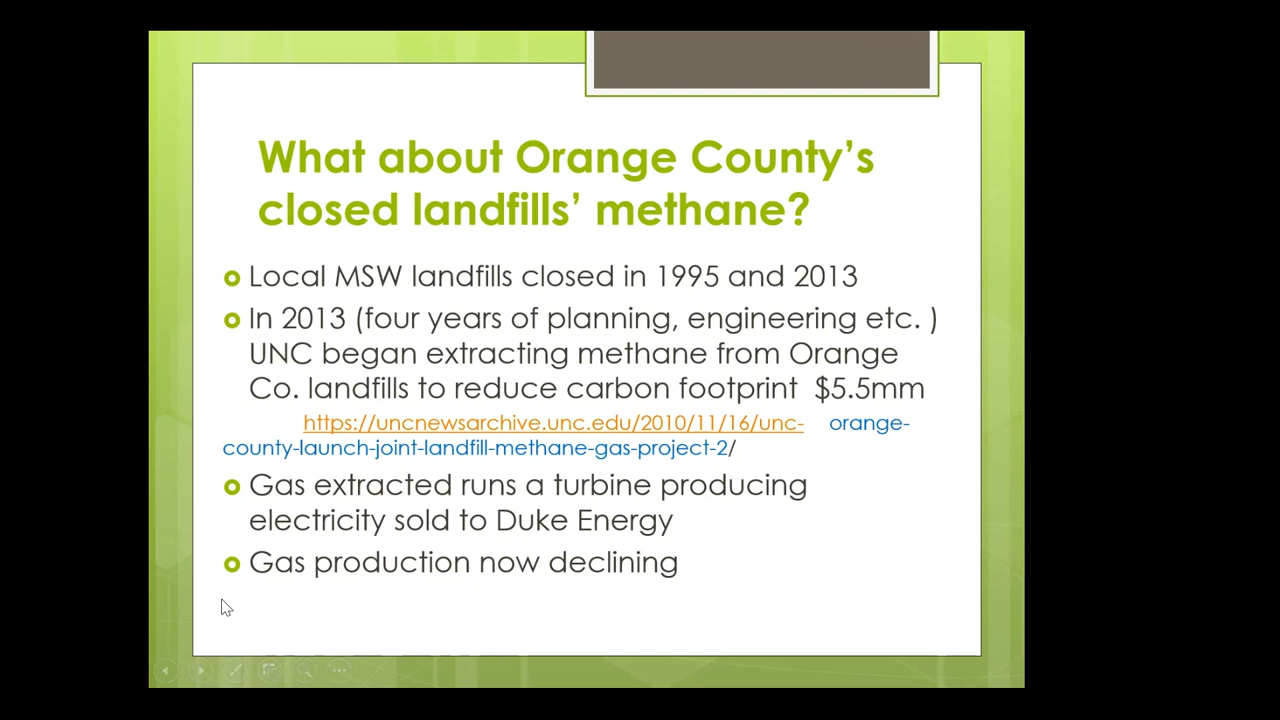 What about Orange County’s
closed landfills’ methane?
Local MSW landfills closed in 1995 and 2013
In 2013 (four years of planning, engineering etc. )
UNC began extracting methane from Orange
Co. landfills to reduce carbon footprint $5.5mm
https://uncnewsarchive.unc.edu/2010/11/16/unc- orange-
county-launch-joint-landfill-methane-gas-project-2/
Gas extracted runs a turbine producing
electricity sold to Duke Energy
Gas production now declining